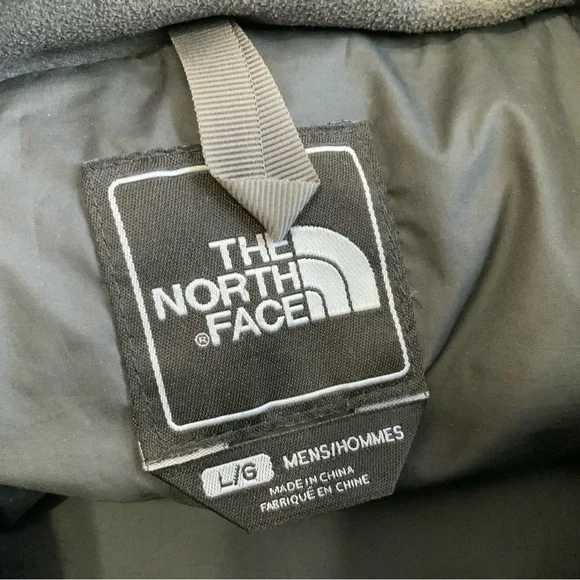 THE
NORTH
® FACE
L/G MENS/HOMMES
MADE IN CHINA
FABRIQUÉ EN CHINE